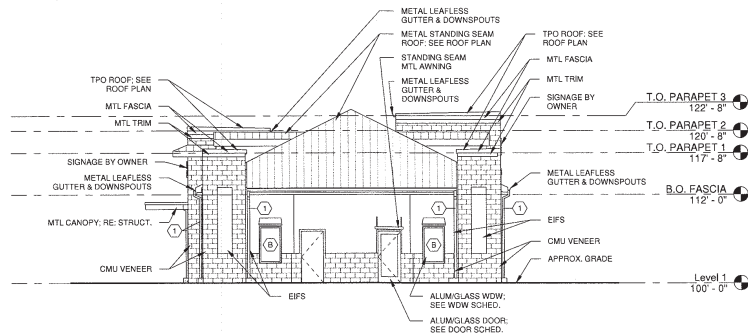 METAL LEAFLESS
GUTTER & DOWNSPOUTS
METAL STANDING SEAM
ROOF; SEE ROOF PLAN
STANDING SEAM
MTL AWNING
METAL LEAFLESS
GUTTER &
DOWNSPOUTS
TPO ROOF; SEE
ROOF PLAN
MTL FASCIA
MTL TRIM
SIGNAGE BY
OWNER
TPO ROOF; SEE
ROOF PLAN
MTL FASCIA
MTL TRIM
SIGNAGE BY OWNER
METAL LEAFLESS
GUTTER & DOWNSPOUTS
MTL CANOPY; RE: STRUCT.
CMU VENEER
EIFS
T.O. PARAPET 3
122' - 8"
T.O. PARAPET 2
120' - 8"
T.O. PARAPET 1
117' - 8"
METAL LEAFLESS
GUTTER & DOWNSPOUTS
B.O. FASCIA
112' - 0"
EIFS
CMU VENEER
APPROX. GRADE
Level 1
100' - 0"
1
1
1
1
B
B
ALUM/GLASS WDW;
SEE WDW SCHED.
ALUM/GLASS DOOR;
SEE DOOR SCHED.